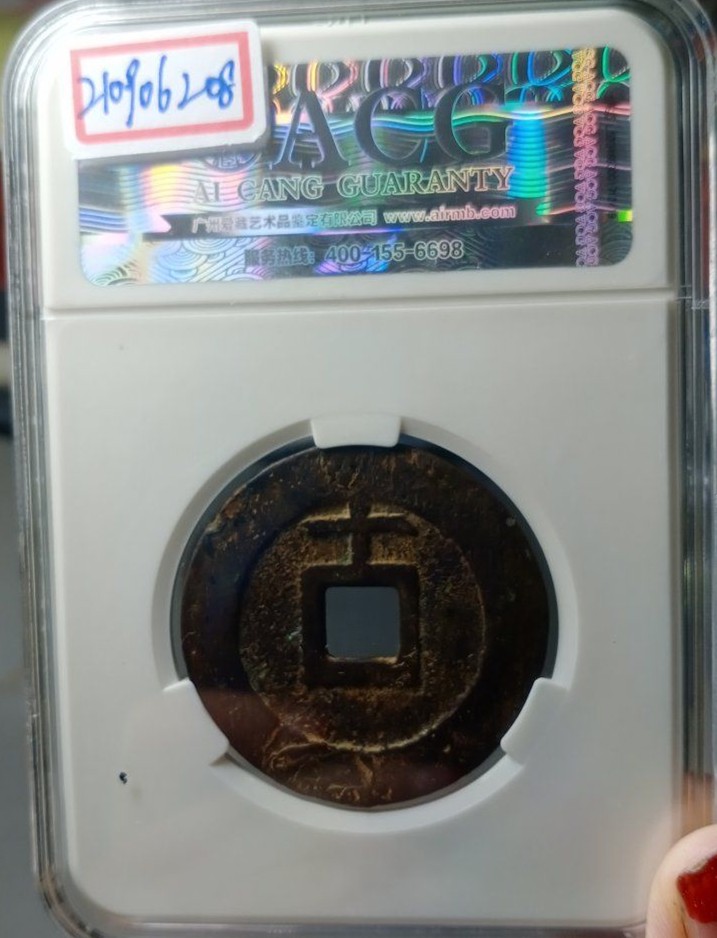 210906208
ACG
AI CANG GUARANTY
广州爱藏艺术品鉴定有限公司 www.airmb.com
服务热线：400-155-6698
十